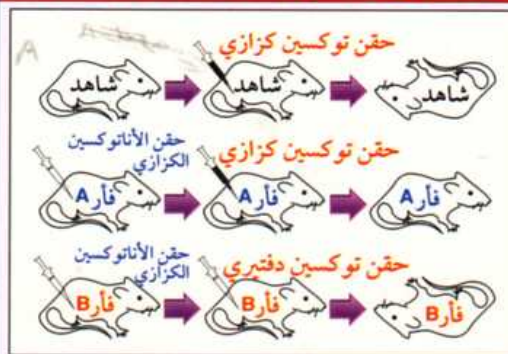 حقن توكسين كزازي
شاهد
شاهد
شاهد
حقن الأناتوكسين
الكزازي
حقن توكسين كزازي
فأر A
فأر A
فأر A
حقن الأناتوكسين
الكزازي
حقن توكسين دفتيري
فأر B
فأر B
فأر B